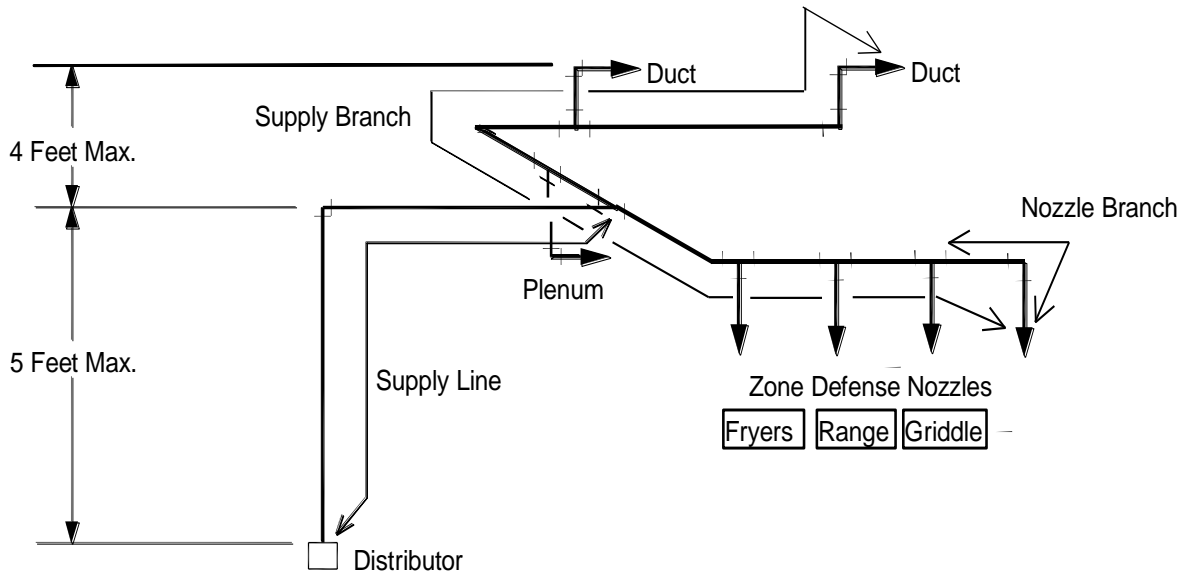 Duct
Duct
Supply Branch
4 Feet Max.
Nozzle Branch
Plenum
5 Feet Max.
Supply Line
Zone Defense Nozzles
Fryers Range Griddle
Distributor